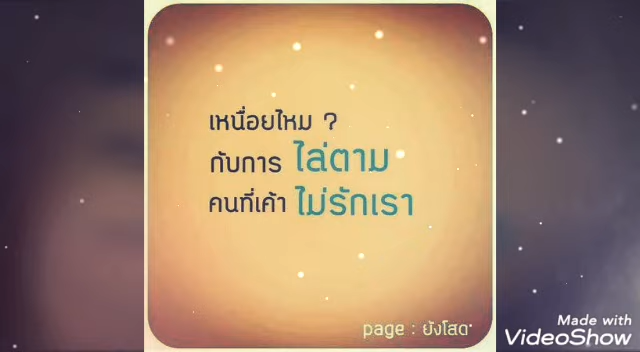 เหนื่อยไหม ?
กับการ ไล่ตาม
คนที่เค้า ไม่รักเรา
page : ยังโสด
Made with
VideoShow